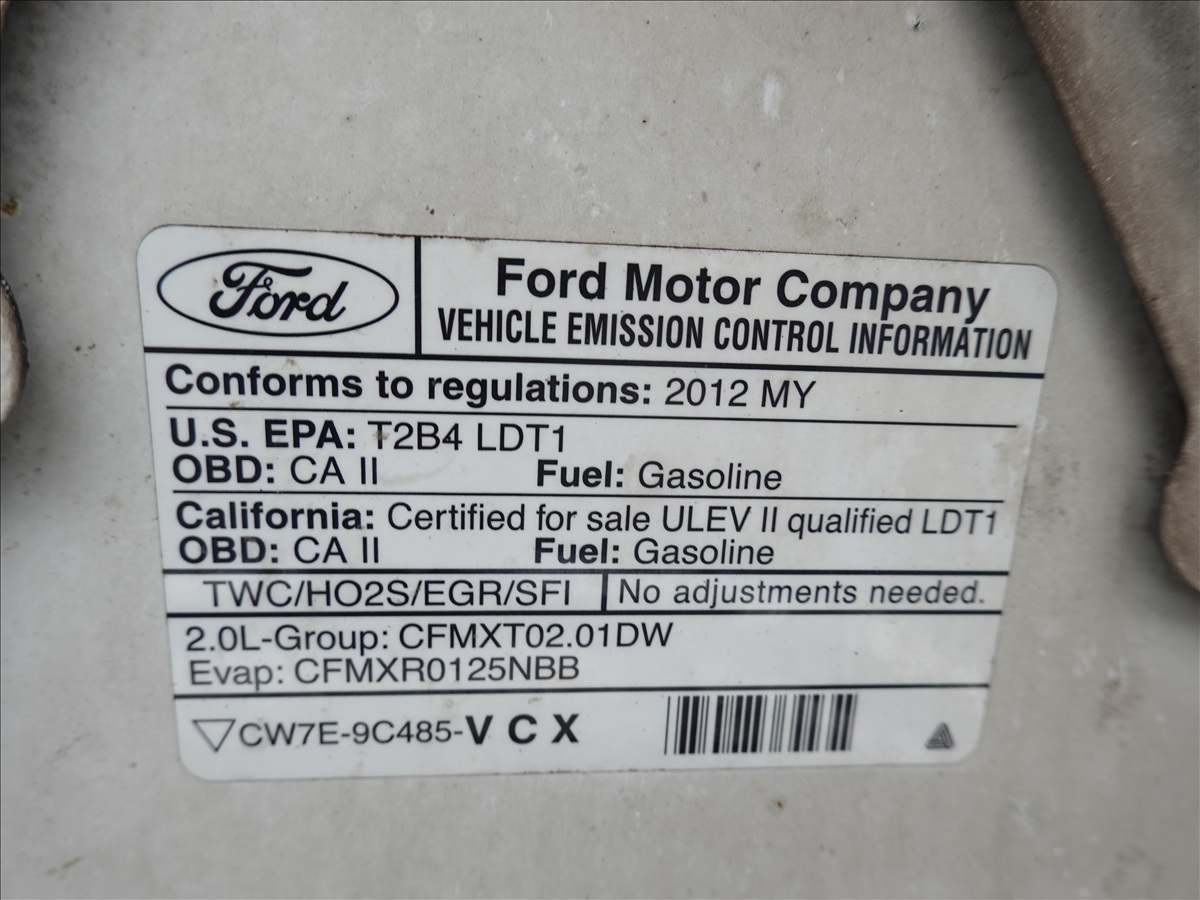 Ford
Ford Motor Company
VEHICLE EMISSION CONTROL INFORMATION
Conforms to regulations: 2012 MY
U.S. EPA: T2B4 LDT1
OBD: CA II Fuel: Gasoline
California: Certified for sale ULEV II qualified LDT1
OBD: CA II Fuel: Gasoline
TWC/HO2S/EGR/SFI No adjustments needed.
2.0L-Group: CFMXT02.01DW
Evap: CFMXR0125NBB
CW7E-9C485-V C X